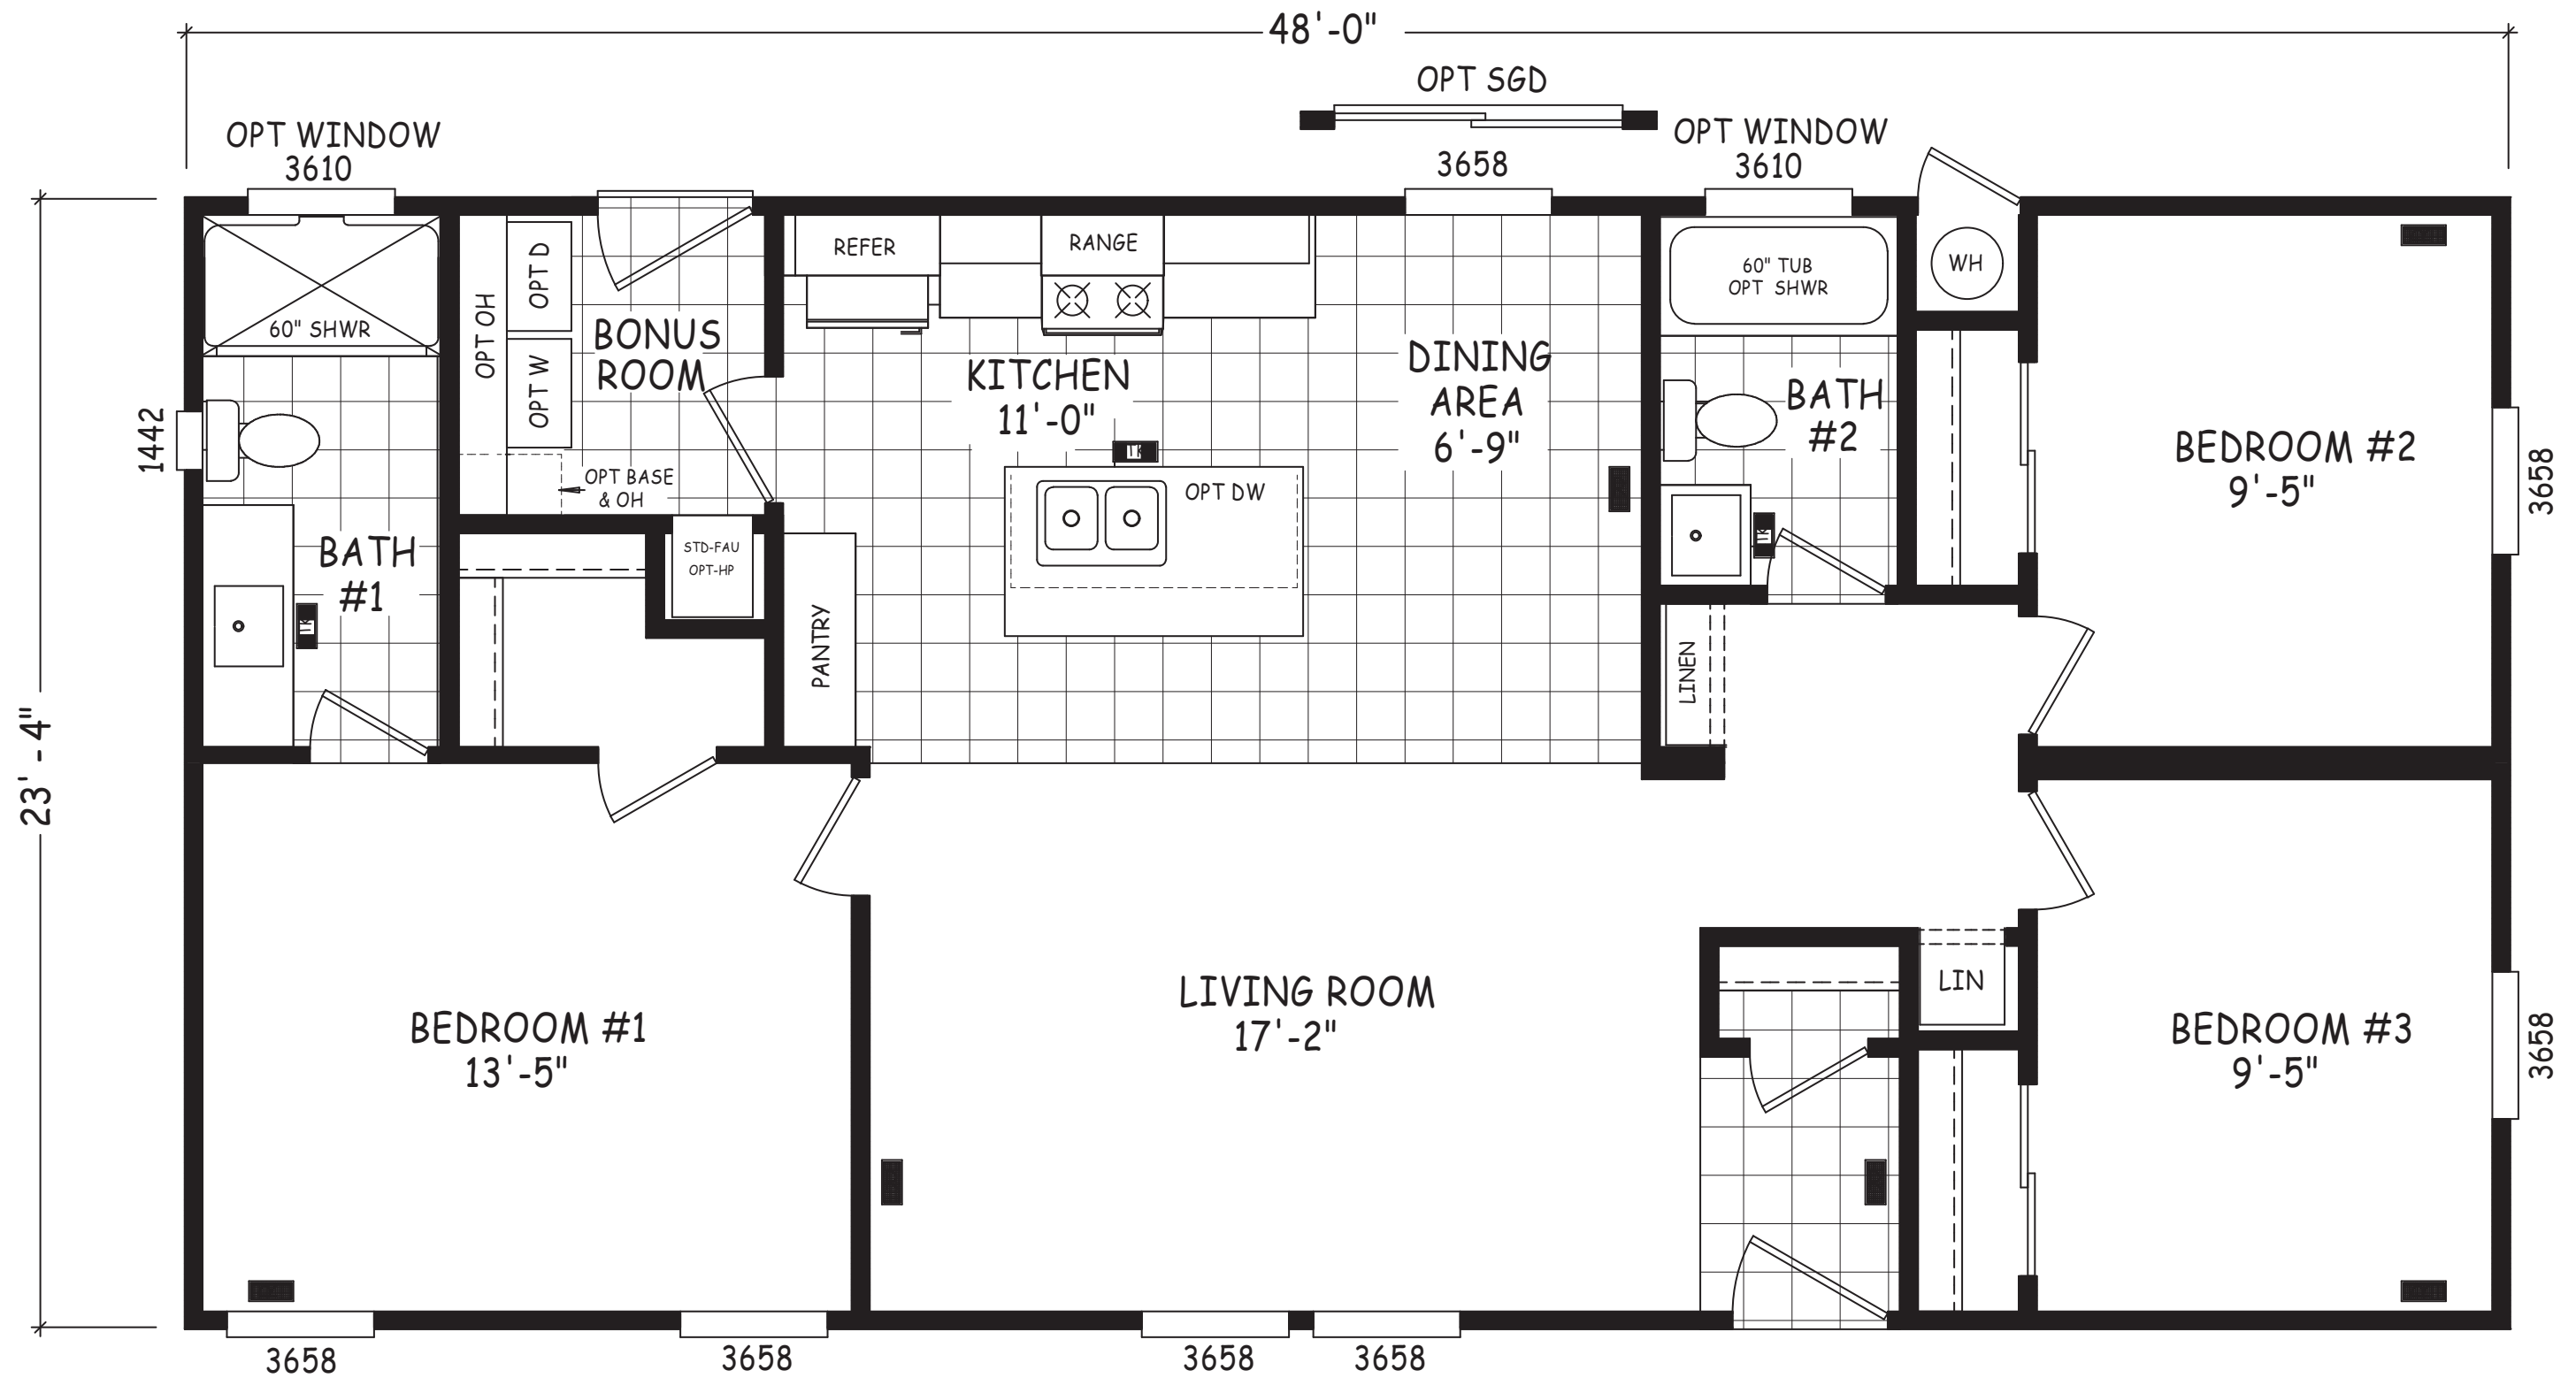 48'-0"
OPT SGD
OPT WINDOW
3610
3658
OPT WINDOW
3610
REFER
RANGE
OPT D
OPT OH
60" SHWR
BONUS
ROOM
OPT W
KITCHEN
11'-0"
DINING
AREA
6'-9"
60" TUB
OPT SHWR
WH
BATH
#2
BEDROOM #2
9'-5"
3658
1442
OPT BASE
& OH
OPT DW
BATH
#1
STD-FAU
OPT-HP
PANTRY
LINEN
23'-4"
BEDROOM #1
13'-5"
LIVING ROOM
17'-2"
LIN
BEDROOM #3
9'-5"
3658
3658
3658
3658
3658